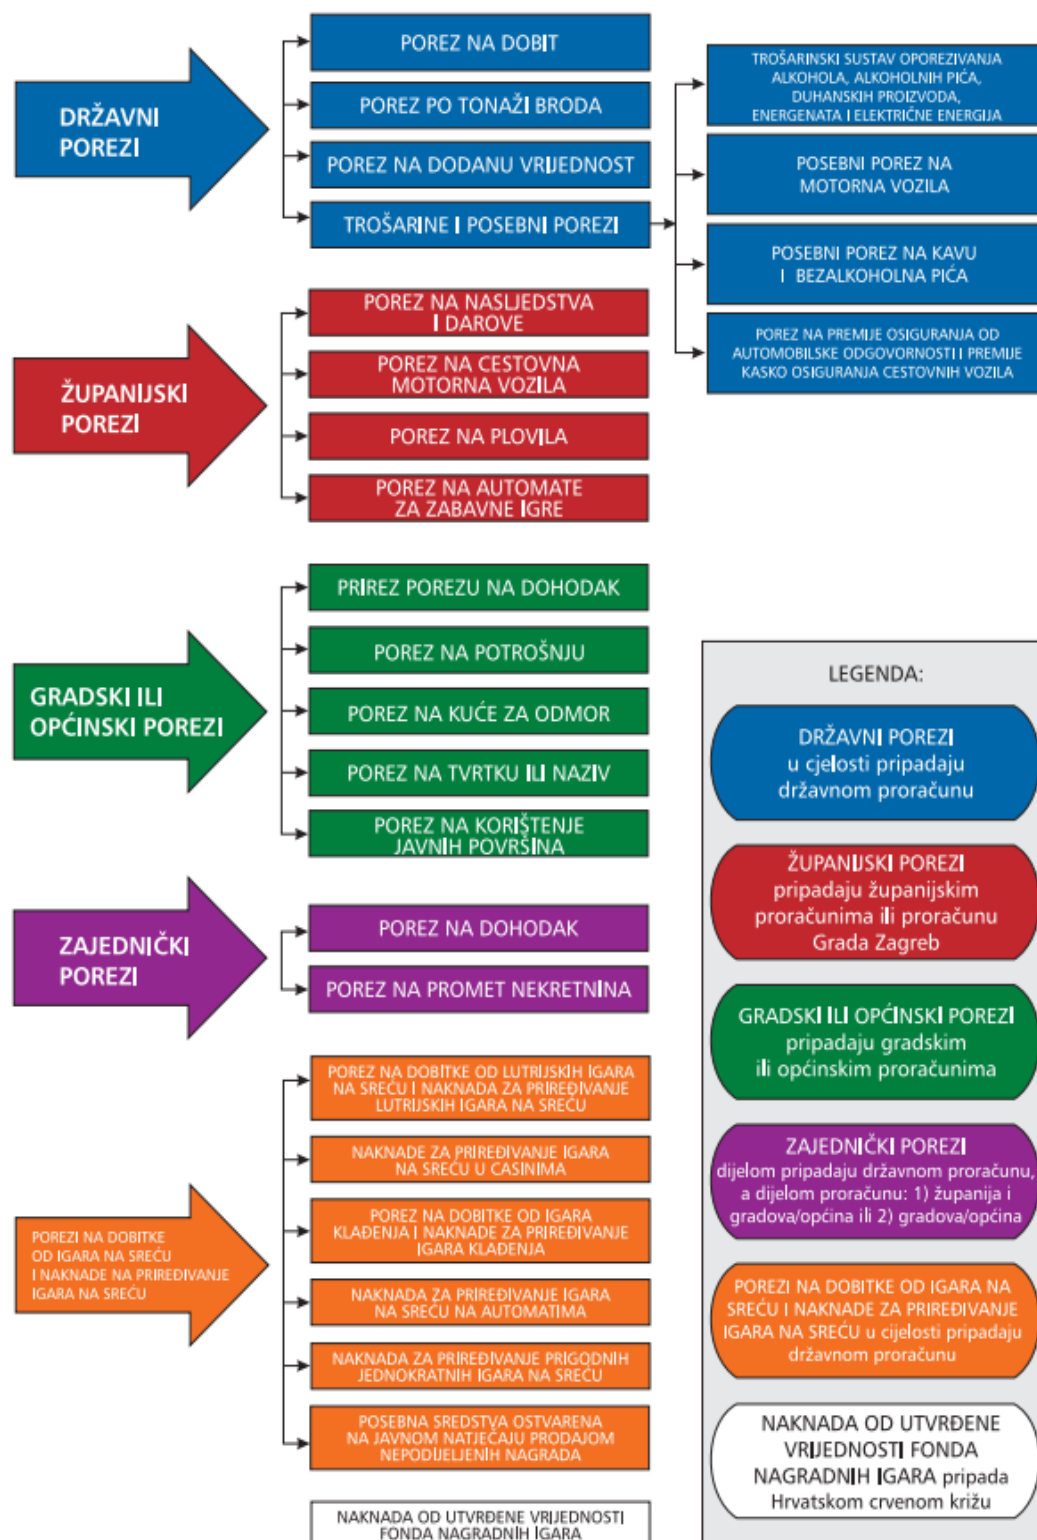 DRŽAVNI
POREZI
POREZ NA DOBIT
POREZ PO TONAŽI BRODA
POREZ NA DODANU VRIJEDNOST
TROŠARINE I POSEBNI POREZI
TROŠARINSKI SUSTAV OPOREZIVANJA
ALKOHOLA, ALKOHOLNIH PIĆA,
DUHANSKIH PROIZVODA,
ENERGENATA I ELEKTRIČNE ENERGIJA
POSEBNI POREZ NA
MOTORNA VOZILA
POSEBNI POREZ NA KAVU
I BEZALKOHOLNA PIĆA
POREZ NA PREMIJE OSIGURANJA OD
AUTOMOBILSKE ODGOVORNOSTI I PREMIJE
KASKO OSIGURANJA CESTOVNIH VOZILA
ŽUPANIJSKI
POREZI
POREZ NA NASLJEDSTVA
I DAROVE
POREZ NA CESTOVNA
MOTORNA VOZILA
POREZ NA PLOVILA
POREZ NA AUTOMATE
ZA ZABAVNE IGRE
GRADSKI ILI
OPĆINSKI POREZI
PRIREZ POREZU NA DOHODAK
POREZ NA POTROŠNJU
POREZ NA KUĆE ZA ODMOR
POREZ NA TVRTKU ILI NAZIV
POREZ NA KORIŠTENJE
JAVNIH POVRŠINA
ZAJEDNIČKI
POREZI
POREZ NA DOHODAK
POREZ NA PROMET NEKRETNINA
POREZI NA DOBITKE
OD IGARA NA SREĆU
I NAKNADE NA PRIREĐIVANJE
IGARA NA SREĆU
POREZ NA DOBITKE OD LUTRIJSKIH IGARA
NA SREĆU I NAKNADA ZA PRIREĐIVANJE
LUTRIJSKIH IGARA NA SREĆU
NAKNADE ZA PRIREĐIVANJE IGARA
NA SREĆU U CASINIMA
POREZ NA DOBITKE OD IGARA
KLAĐENJA I NAKNADE ZA PRIREĐIVANJE
IGARA KLAĐENJA
NAKNADA ZA PRIREĐIVANJE IGARA
NA SREĆU NA AUTOMATIMA
NAKNADA ZA PRIREĐIVANJE PRIGODNIH
JEDNOKRATNIH IGARA NA SREĆU
POSEBNA SREDSTVA OSTVARENA
NA JAVNOM NATJEČAJU PRODAJOM
NEPODIJELJENIH NAGRADA
NAKNADA OD UTVRĐENE VRIJEDNOSTI
FONDA NAGRADNIH IGARA
LEGENDA:
DRŽAVNI POREZI
u cjelosti pripadaju
državnom proračunu
ŽUPANIJSKI POREZI
pripadaju županijskim
proračunima ili proračunu
Grada Zagreb
GRADSKI ILI OPĆINSKI POREZI
pripadaju gradskim
ili općinskim proračunima
ZAJEDNIČKI POREZI
dijelom pripadaju državnom proračunu,
a dijelom proračunu: 1) županija i
gradova/općina ili 2) gradova/općina
POREZI NA DOBITKE OD IGARA NA
SREĆU I NAKNADE ZA PRIREĐIVANJE
IGARA NA SREĆU u cijelosti pripadaju
državnom proračunu
NAKNADA OD UTVRĐENE
VRIJEDNOSTI FONDA
NAGRADNIH IGARA pripada
Hrvatskom crvenom križu